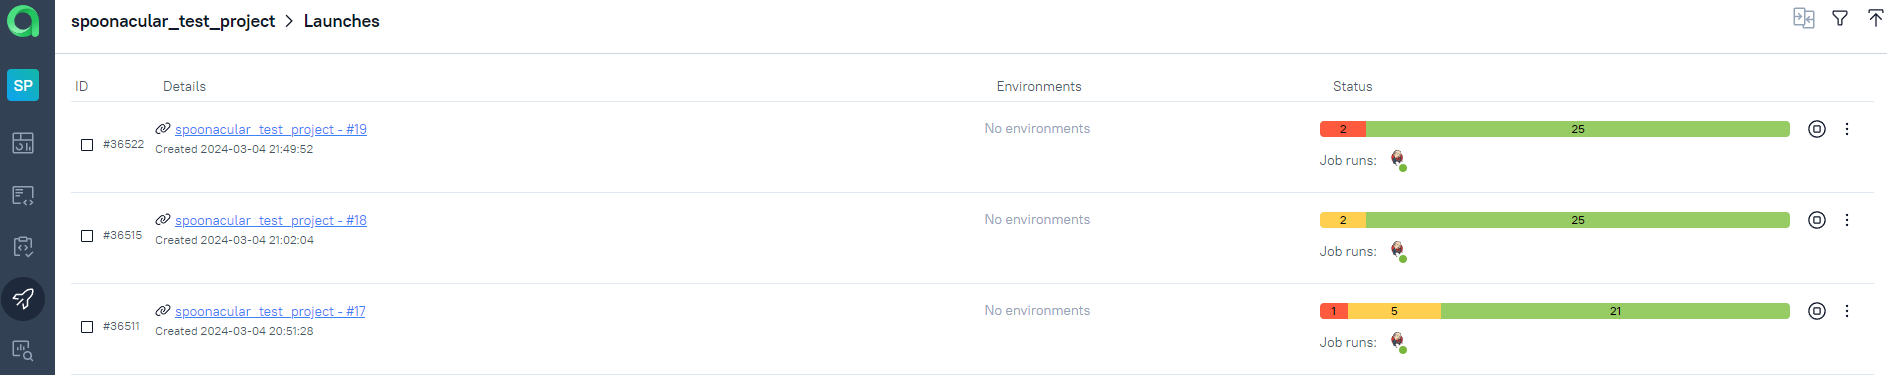 spoonacular_test_project > Launches
SP
ID Details Environments Status
#36522
spoonacular_test_project - #19
Created 2024-03-04 21:49:52
No environments
2 25
Job runs:
#36515
spoonacular_test_project - #18
Created 2024-03-04 21:02:04
No environments
2 25
Job runs:
#36511
spoonacular_test_project - #17
Created 2024-03-04 20:51:28
No environments
1 5 21
Job runs: